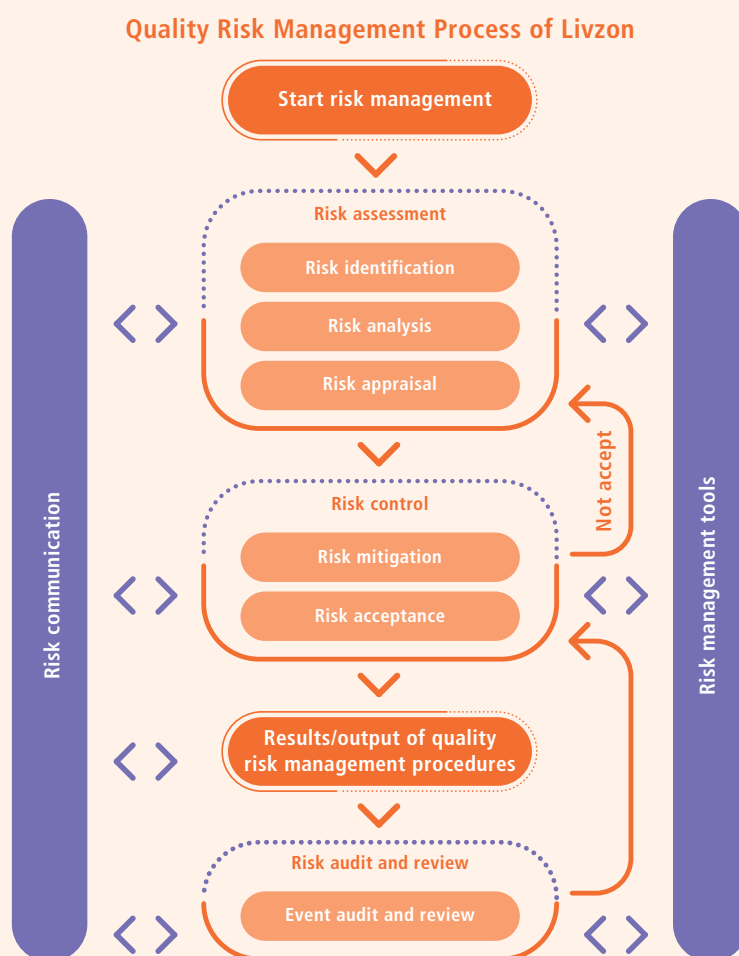 Quality Risk Management Process of Livzon
Start risk management
Risk assessment
Risk identification
Risk analysis
Risk appraisal
Not accept
Risk control
Risk mitigation
Risk acceptance
Risk communication
Risk management tools
Results/output of quality
risk management procedures
Risk audit and review
Event audit and review